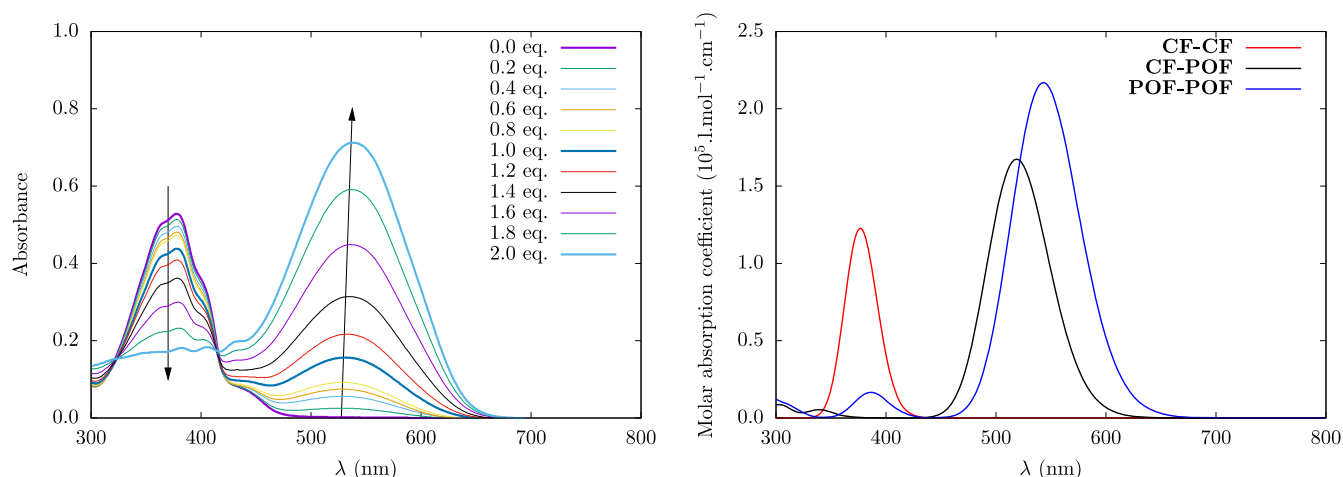 Absorbance
1.0
0.8
0.6
0.4
0.2
0.0
300 400 500 600 700 800
λ (nm)
0.0 eq.
0.2 eq.
0.4 eq.
0.6 eq.
0.8 eq.
1.0 eq.
1.2 eq.
1.4 eq.
1.6 eq.
1.8 eq.
2.0 eq.
Molar absorption coefficient (10⁵.l.mol⁻¹.cm⁻¹)
2.5
2.0
1.5
1.0
0.5
0.0
300 400 500 600 700 800
λ (nm)
CF-CF
CF-POF
POF-POF